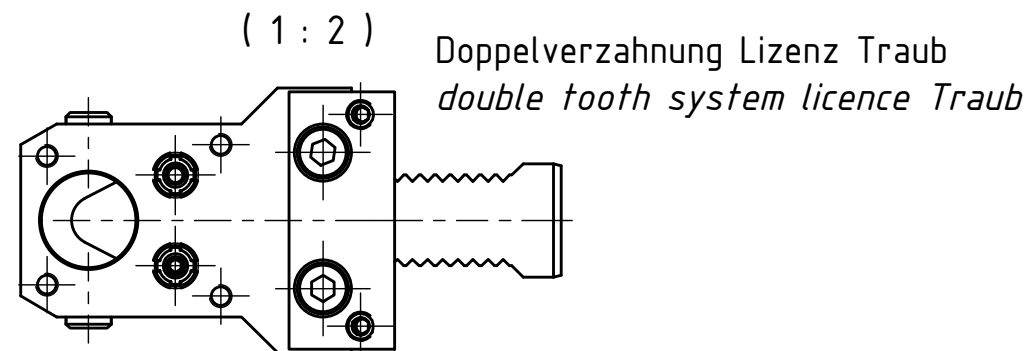 ( 1 : 2 )
Doppelverzahnung Lizenz Traub
double tooth system licence Traub